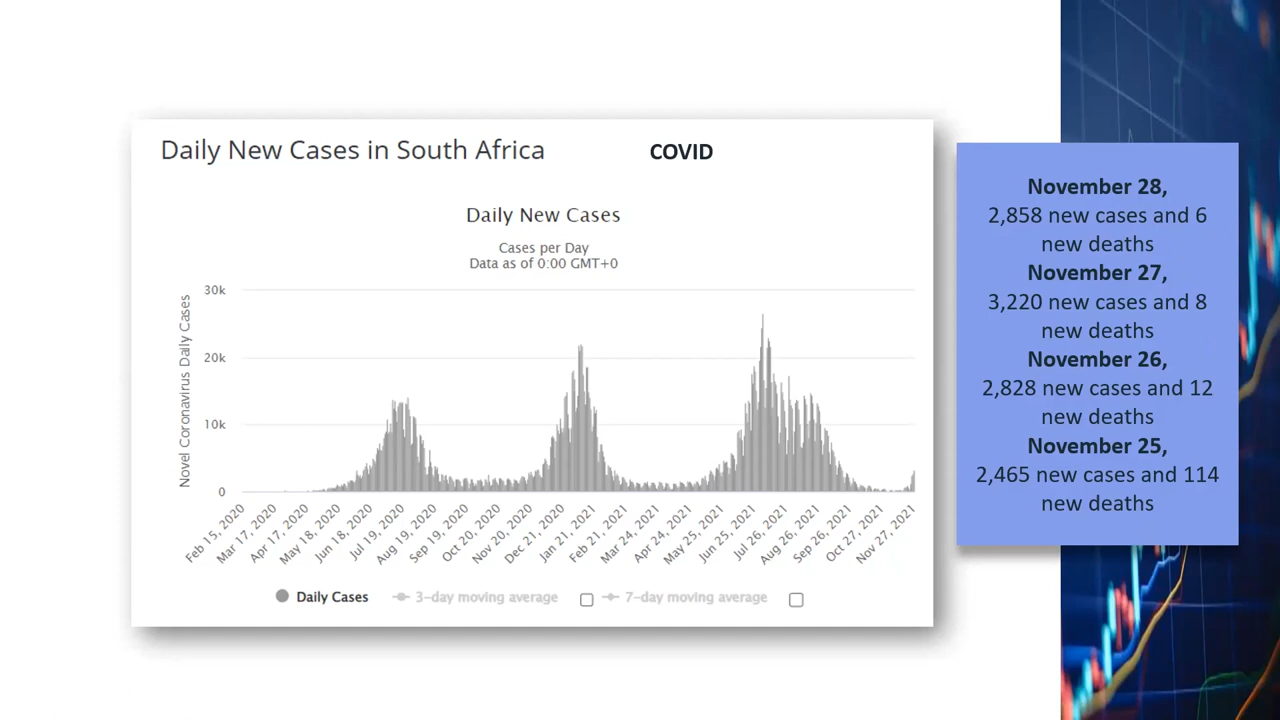 Daily New Cases in South Africa
COVID
Daily New Cases
Cases per Day
Data as of 0:00 GMT+0
Novel Coronavirus Daily Cases
30k
20k
10k
0
Feb 15, 2020
Mar 17, 2020
Apr 17, 2020
May 18, 2020
Jun 18, 2020
Jul 19, 2020
Aug 19, 2020
Sep 19, 2020
Oct 20, 2020
Nov 20, 2020
Dec 21, 2020
Jan 21, 2021
Feb 21, 2021
Mar 24, 2021
Apr 24, 2021
May 25, 2021
Jun 25, 2021
Jul 26, 2021
Aug 26, 2021
Sep 26, 2021
Oct 27, 2021
Nov 27, 2021
Daily Cases
3-day moving average
7-day moving average
November 28,
2,858 new cases and 6
new deaths
November 27,
3,220 new cases and 8
new deaths
November 26,
2,828 new cases and 12
new deaths
November 25,
2,465 new cases and 114
new deaths